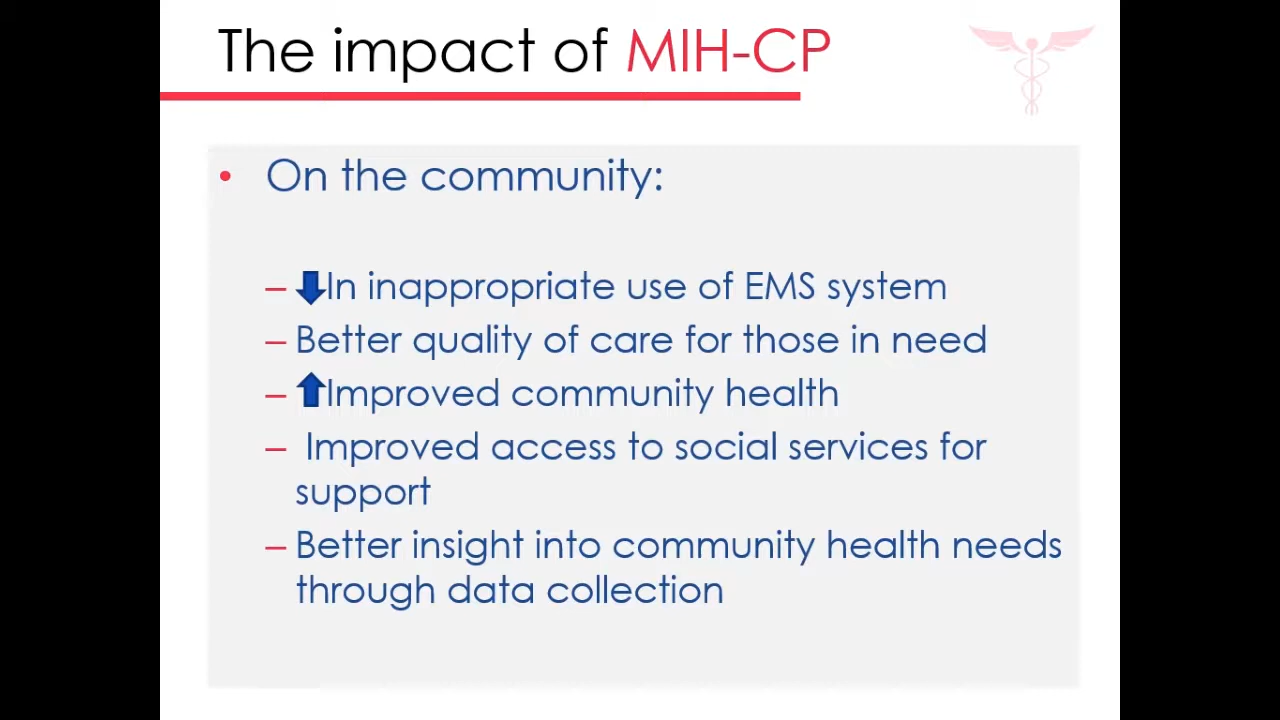 The impact of MIH-CP
• On the community:
– In inappropriate use of EMS system
– Better quality of care for those in need
– Improved community health
– Improved access to social services for
support
– Better insight into community health needs
through data collection